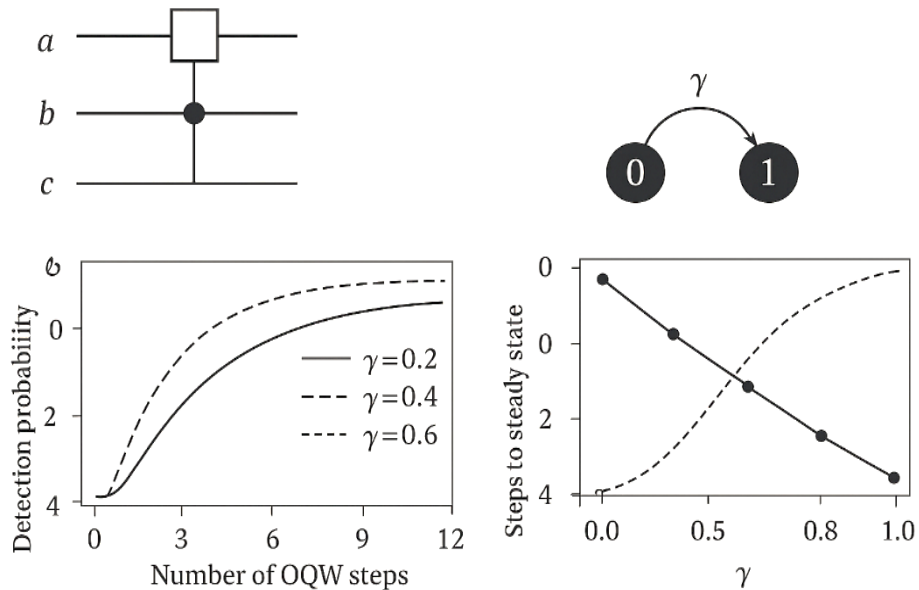 a
b
c
γ
0 1
Detection probabiiity
0
2
4
γ=0.2
γ=0.4
γ=0.6
0 3 6 9 12
Number of OQW steps
Steps to steady state
0
0
2
4
0.0 0.5 0.8 1.0
γ